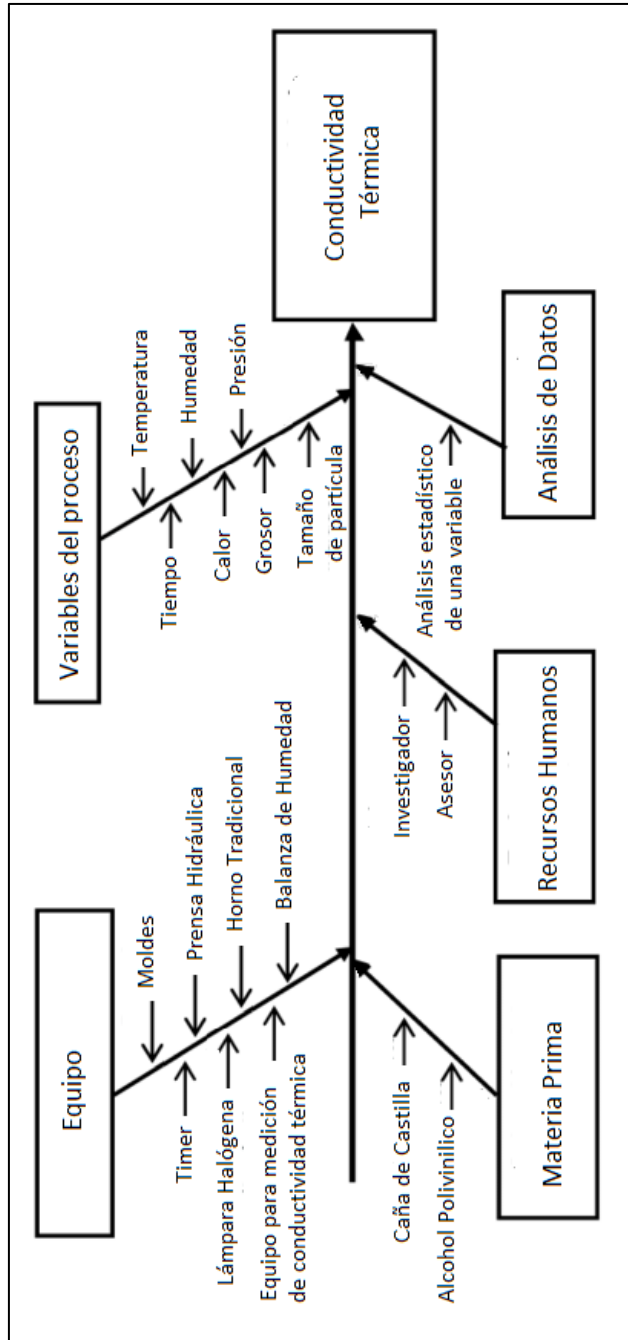 Equipo
Moldes
Prensa Hidráulica
Horno Tradicional
Balanza de Humedad
Timer
Lámpara Halógena
Equipo para medición
de conductividad térmica
Variables del proceso
Temperatura
Humedad
Presión
Tiempo
Calor
Grosor
Tamaño
de partícula
Conductividad
Térmica
Caña de Castilla
Alcohol Polivinilico
Materia Prima
Investigador
Asesor
Recursos Humanos
Análisis estadístico
de una variable
Análisis de Datos